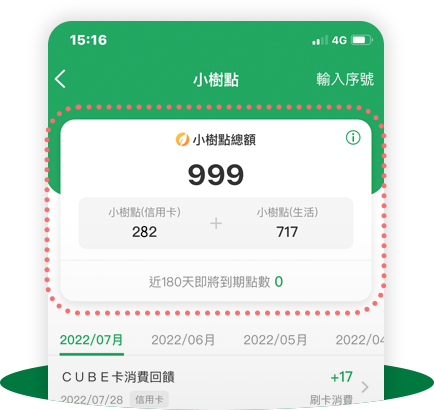 15:16 4G
小樹點 輸入序號
小樹點總額
999
小樹點(信用卡) + 小樹點(生活)
282 717
近180天即將到期點數 0
2022/07月 2022/06月 2022/05月 2022/04
CUBE卡消費回饋 +17
2022/07/28 信用卡 刷卡消費